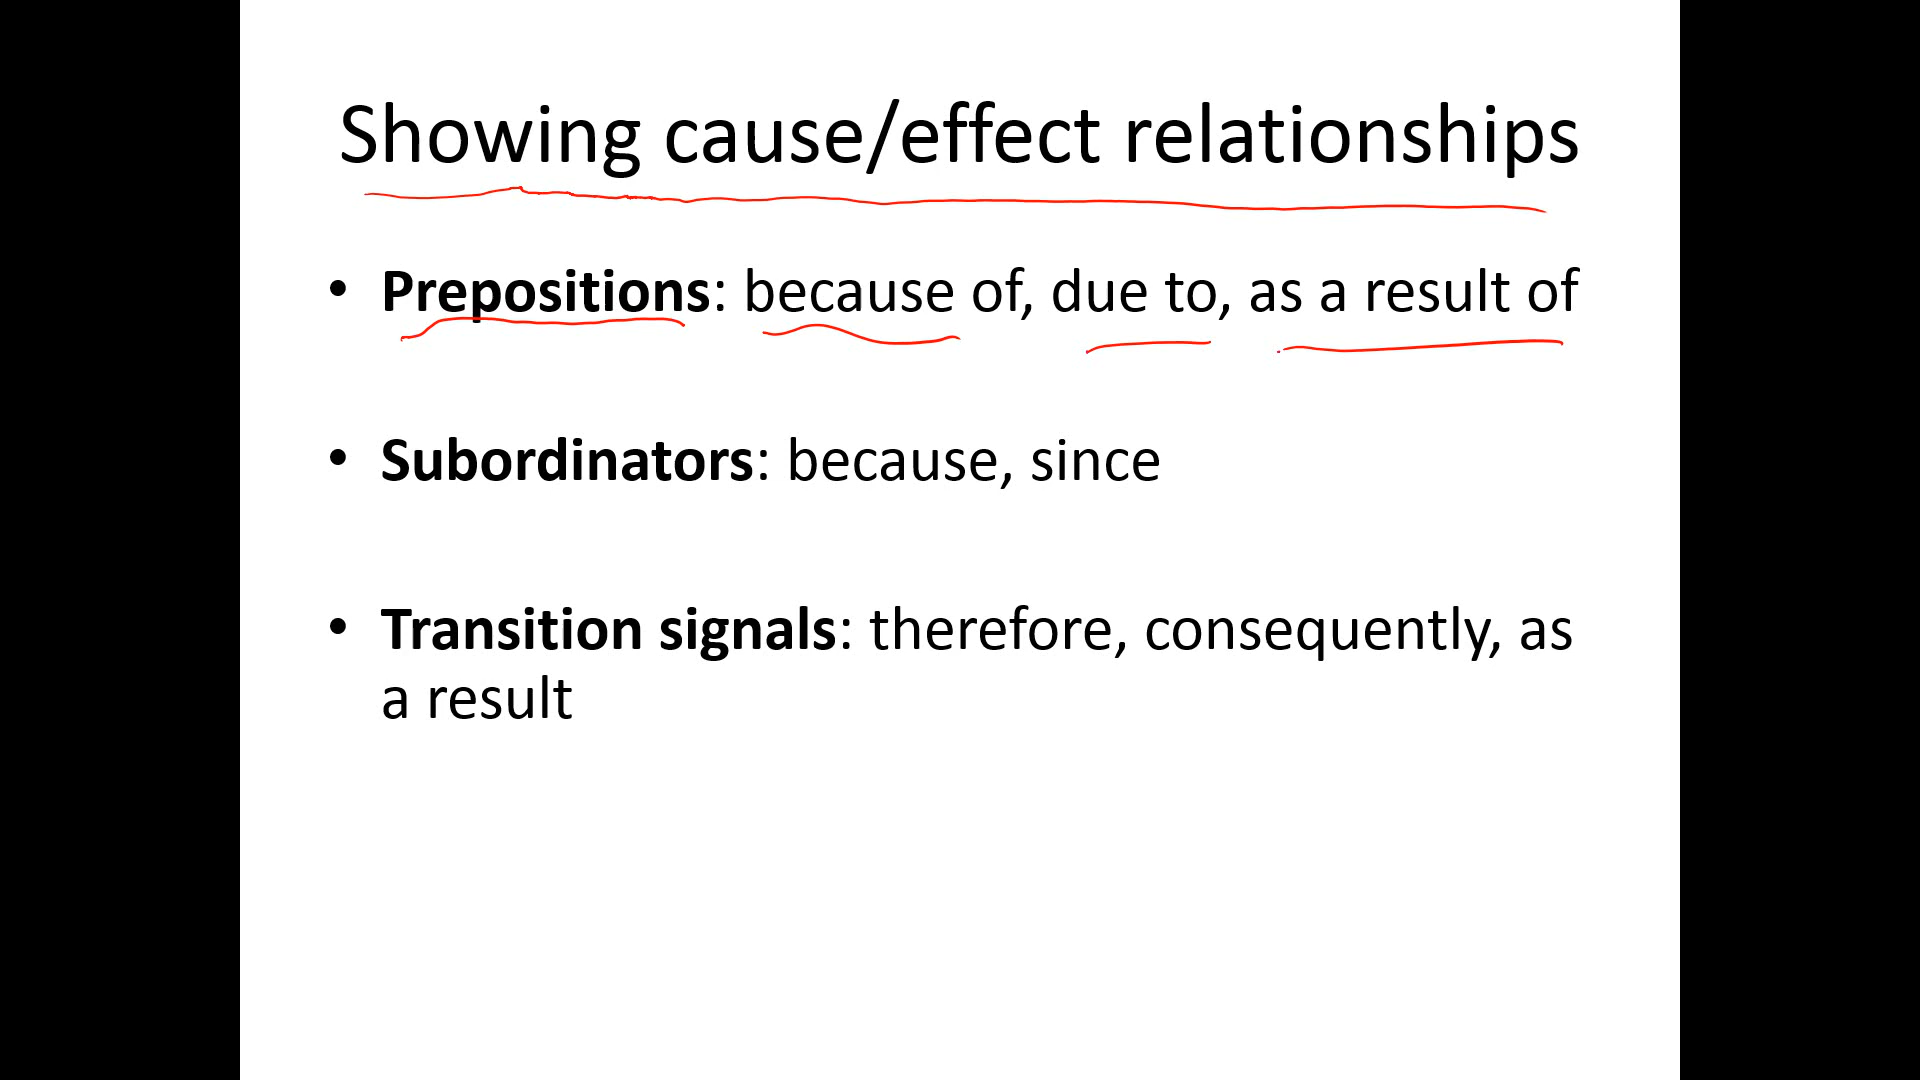 Showing cause/effect relationships
• Prepositions: because of, due to, as a result of
• Subordinators: because, since
• Transition signals: therefore, consequently, as
a result